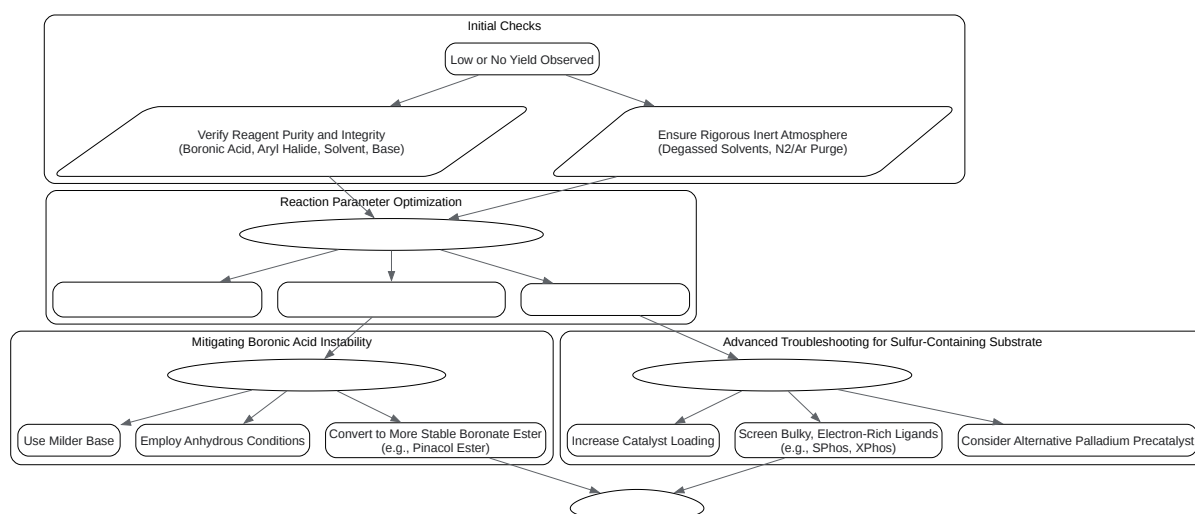 Initial Checks
Low or No Yield Observed
Verify Reagent Purity and Integrity
(Boronic Acid, Aryl Halide, Solvent, Base)
Ensure Rigorous Inert Atmosphere
(Degassed Solvents, N2/Ar Purge)
Reaction Parameter Optimization
Mitigating Boronic Acid Instability
Use Milder Base
Employ Anhydrous Conditions
Convert to More Stable Boronate Ester
(e.g., Pinacol Ester)
Advanced Troubleshooting for Sulfur-Containing Substrate
Increase Catalyst Loading
Screen Bulky, Electron-Rich Ligands
(e.g., SPhos, XPhos)
Consider Alternative Palladium Precatalyst